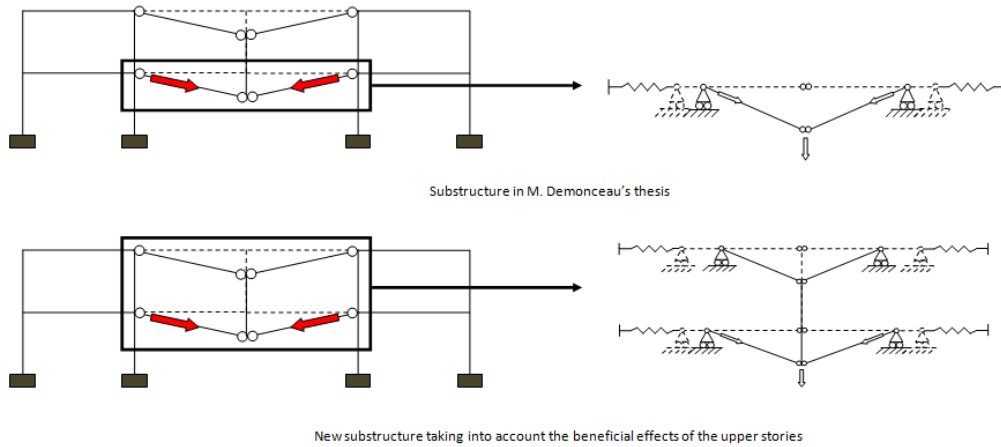 Substructure in M. Demonceau's thesis
New substructure taking into account the beneficial effects of the upper stories